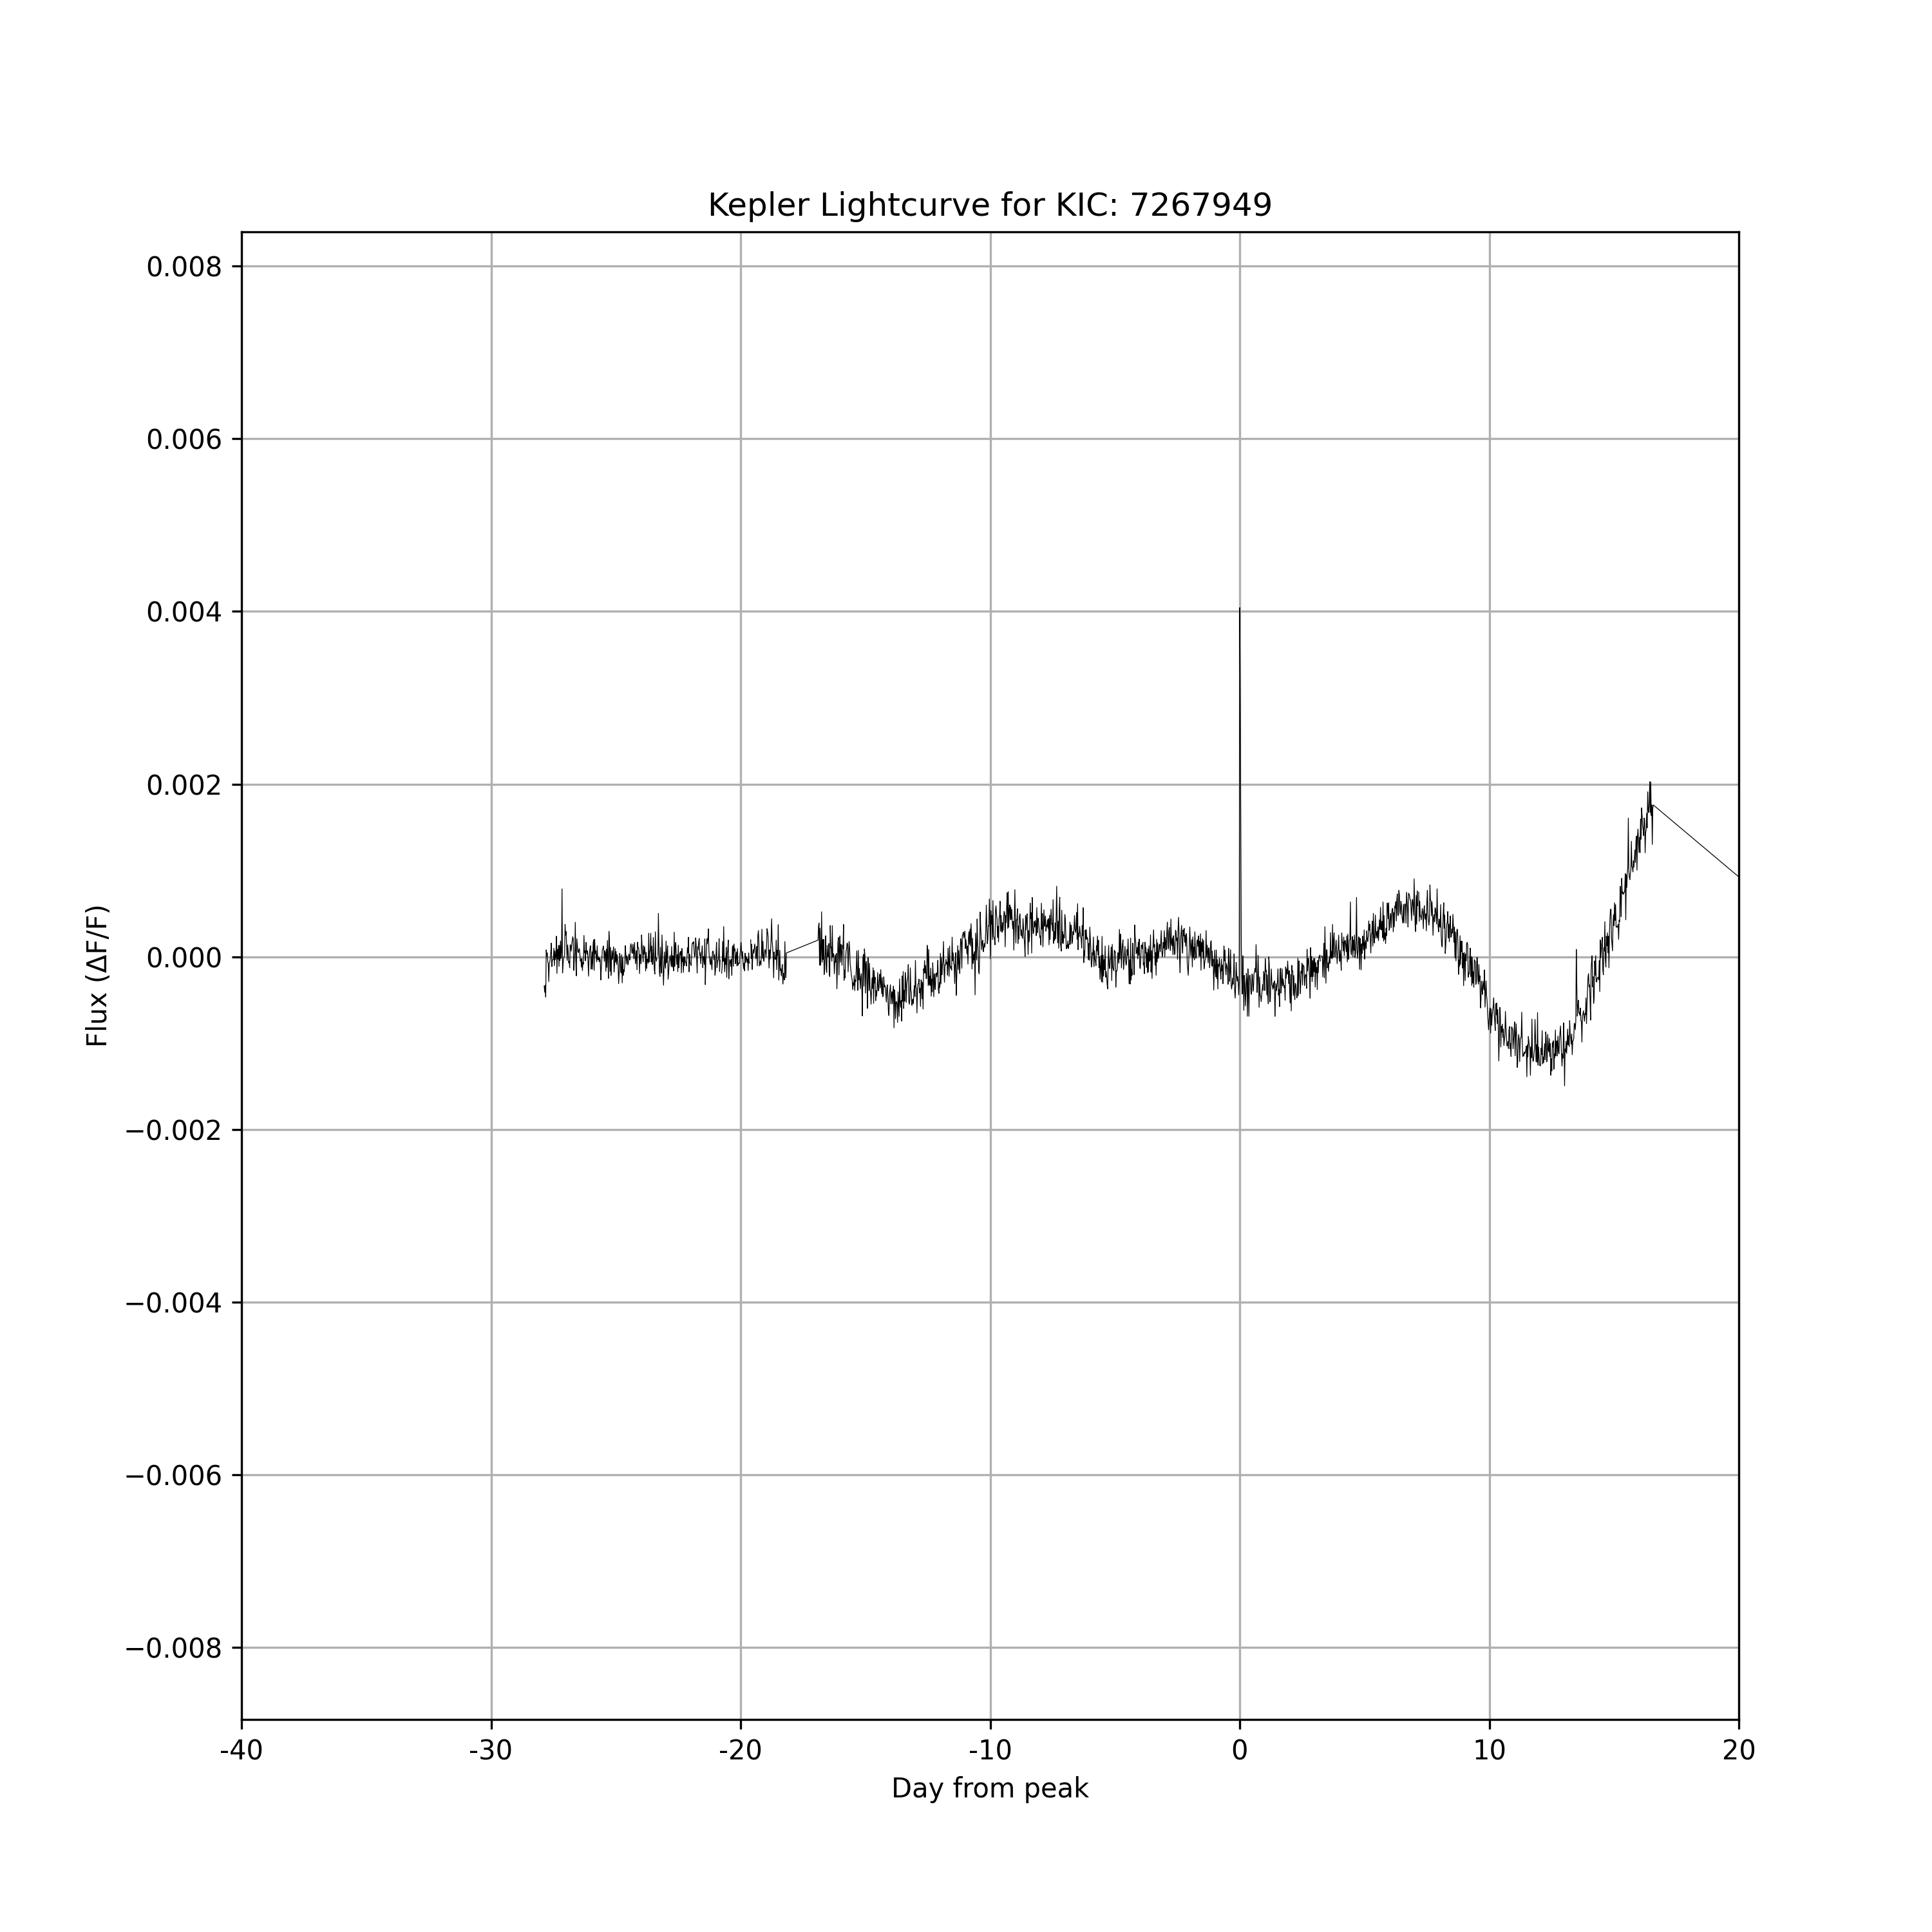 Kepler Lightcurve for KIC: 7267949
0.008
0.006
0.004
0.002
0.000
−0.002
−0.004
−0.006
−0.008
Flux (ΔF/F)
-40 -30 -20 -10 0 10 20
Day from peak